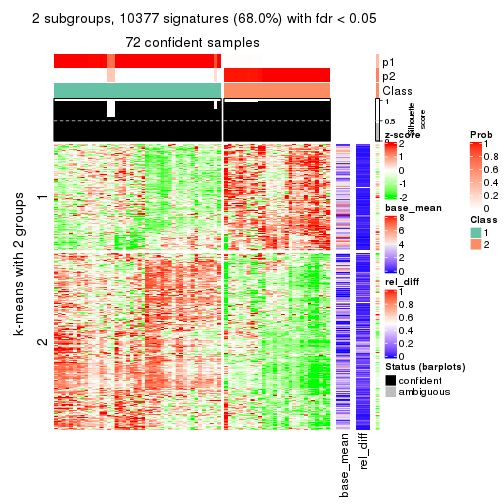 2 subgroups, 10377 signatures (68.0%) with fdr < 0.05
72 confident samples
p1
p2
Class
1
0.5
0
Silhouette
score
k-means with 2 groups
1
2
z-score
2
1
0
-1
-2
base_mean
8
6
4
2
0
rel_diff
1
0.8
0.6
0.4
0.2
0
Status (barplots)
confident
ambiguous
Prob
1
0.8
0.6
0.4
0.2
0
Class
1
2
base_mean
rel_diff